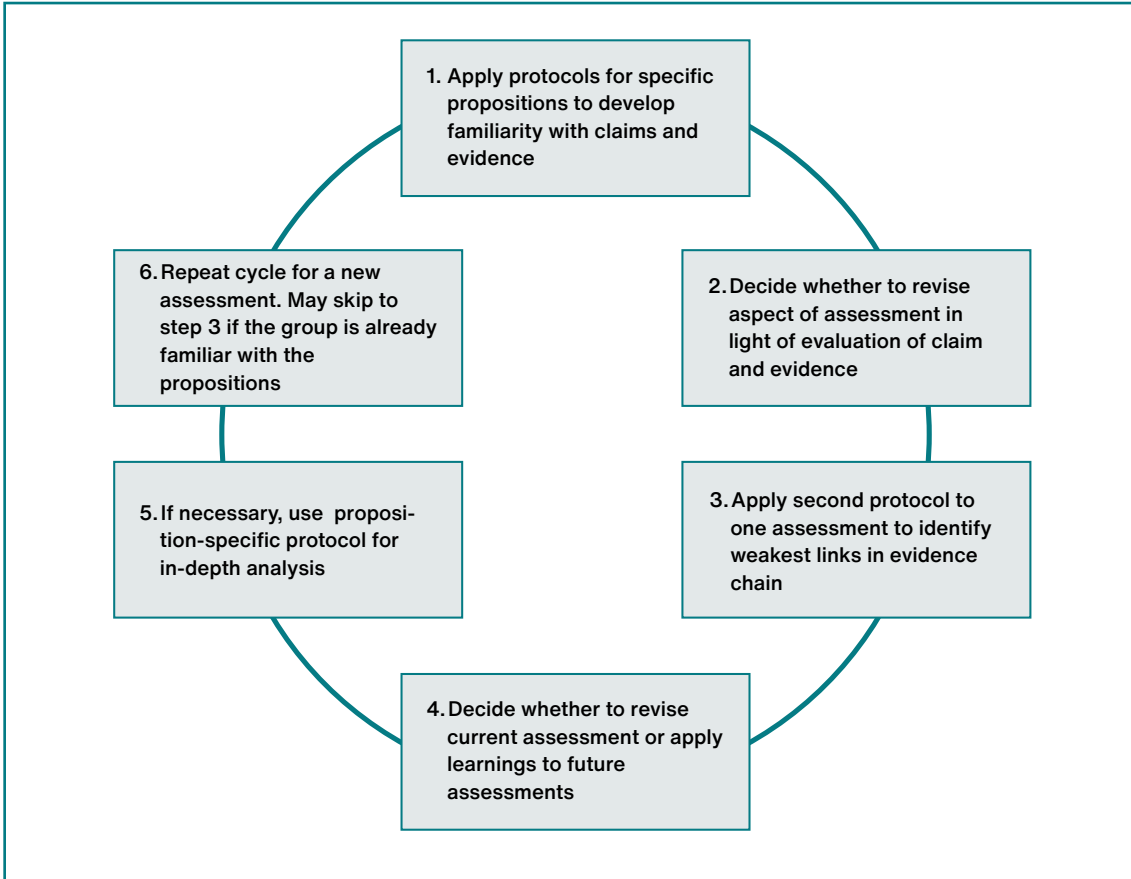 1. Apply protocols for specific
propositions to develop
familiarity with claims and
evidence
2. Decide whether to revise
aspect of assessment in
light of evaluation of claim
and evidence
3. Apply second protocol to
one assessment to identify
weakest links in evidence
chain
4. Decide whether to revise
current assessment or apply
learnings to future
assessments
5. If necessary, use proposi-
tion-specific protocol for
in-depth analysis
6. Repeat cycle for a new
assessment. May skip to
step 3 if the group is already
familiar with the
propositions